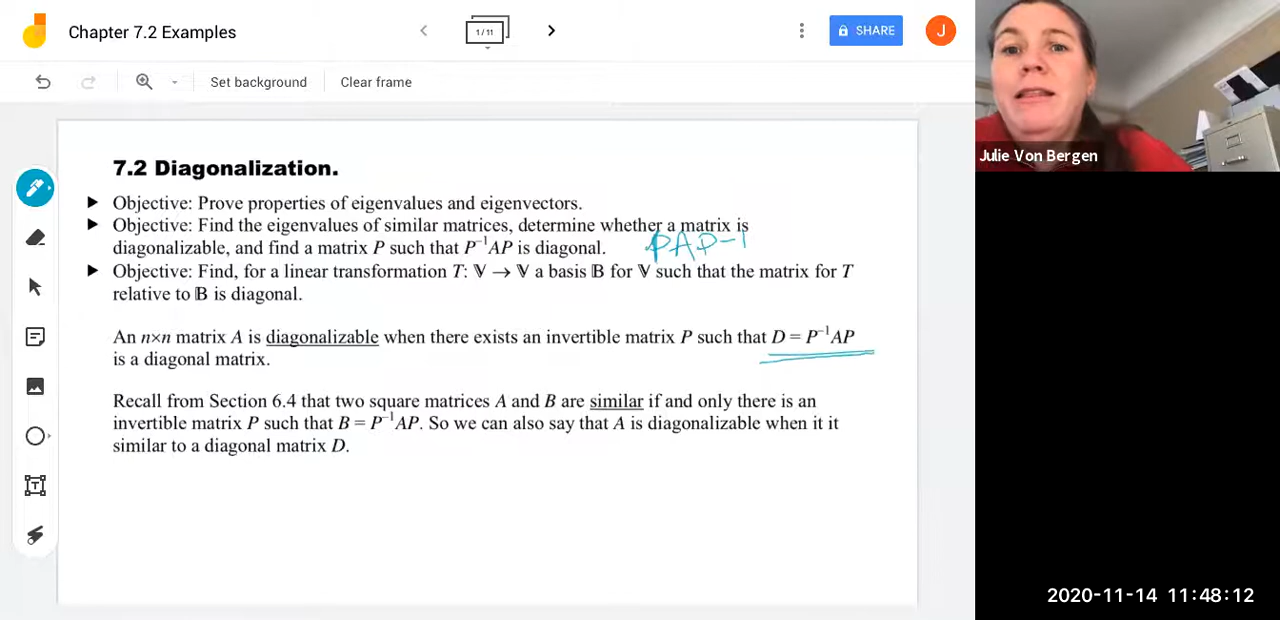 Chapter 7.2 Examples
1 / 11
SHARE
J
Set background
Clear frame
Julie Von Bergen
7.2 Diagonalization.
► Objective: Prove properties of eigenvalues and eigenvectors.
► Objective: Find the eigenvalues of similar matrices, determine whether a matrix is
diagonalizable, and find a matrix P such that P⁻¹AP is diagonal.
PAP-1
► Objective: Find, for a linear transformation T: 𝕍 → 𝕍 a basis 𝔹 for 𝕍 such that the matrix for T
relative to 𝔹 is diagonal.
An n×n matrix A is diagonalizable when there exists an invertible matrix P such that D = P⁻¹AP
is a diagonal matrix.
Recall from Section 6.4 that two square matrices A and B are similar if and only there is an
invertible matrix P such that B = P⁻¹AP. So we can also say that A is diagonalizable when it it
similar to a diagonal matrix D.
2020-11-14 11:48:12